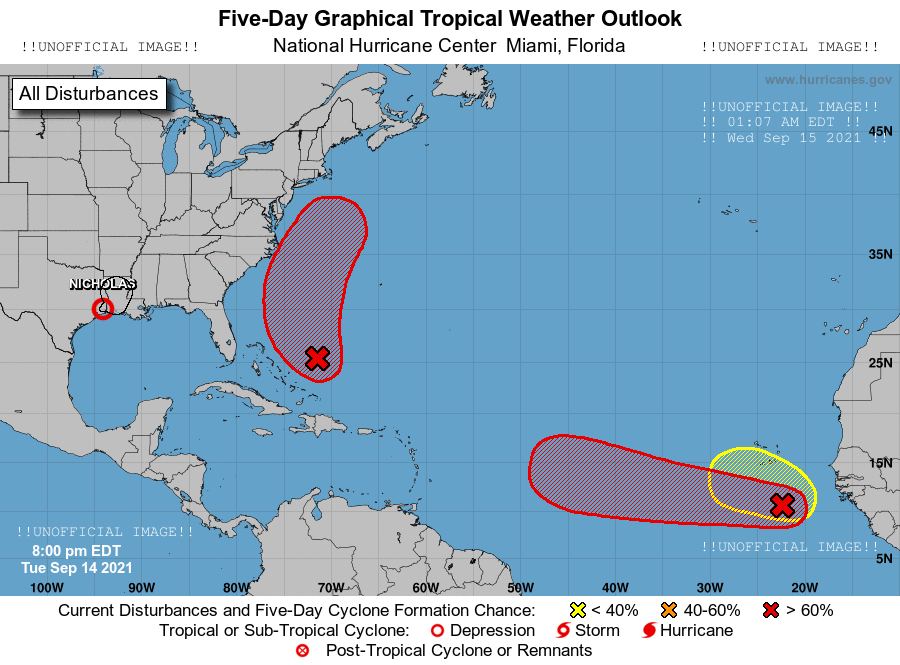 Five-Day Graphical Tropical Weather Outlook
!!UNOFFICIAL IMAGE!! National Hurricane Center  Miami, Florida !!UNOFFICIAL IMAGE!!
www.hurricanes.gov
All Disturbances
!!UNOFFICIAL IMAGE!!
!! 01:07 AM EDT !!
!! Wed Sep 15 2021 !!
45N
35N
NICHOLAS
25N
15N
!!UNOFFICIAL IMAGE!!
8:00 pm EDT
Tue Sep 14 2021
!!UNOFFICIAL IMAGE!!
5N
100W 90W 80W 70W 60W 50W 40W 30W 20W
Current Disturbances and Five-Day Cyclone Formation Chance: < 40% 40-60% > 60%
Tropical or Sub-Tropical Cyclone: Depression Storm Hurricane
Post-Tropical Cyclone or Remnants